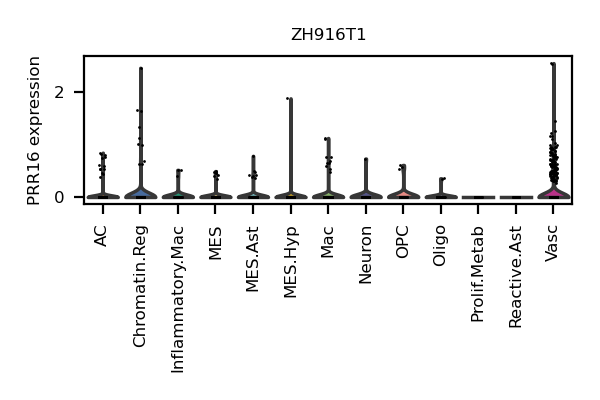 ZH916T1
PRR16 expression
2
0
AC
Chromatin.Reg
Inflammatory.Mac
MES
MES.Ast
MES.Hyp
Mac
Neuron
OPC
Oligo
Prolif.Metab
Reactive.Ast
Vasc